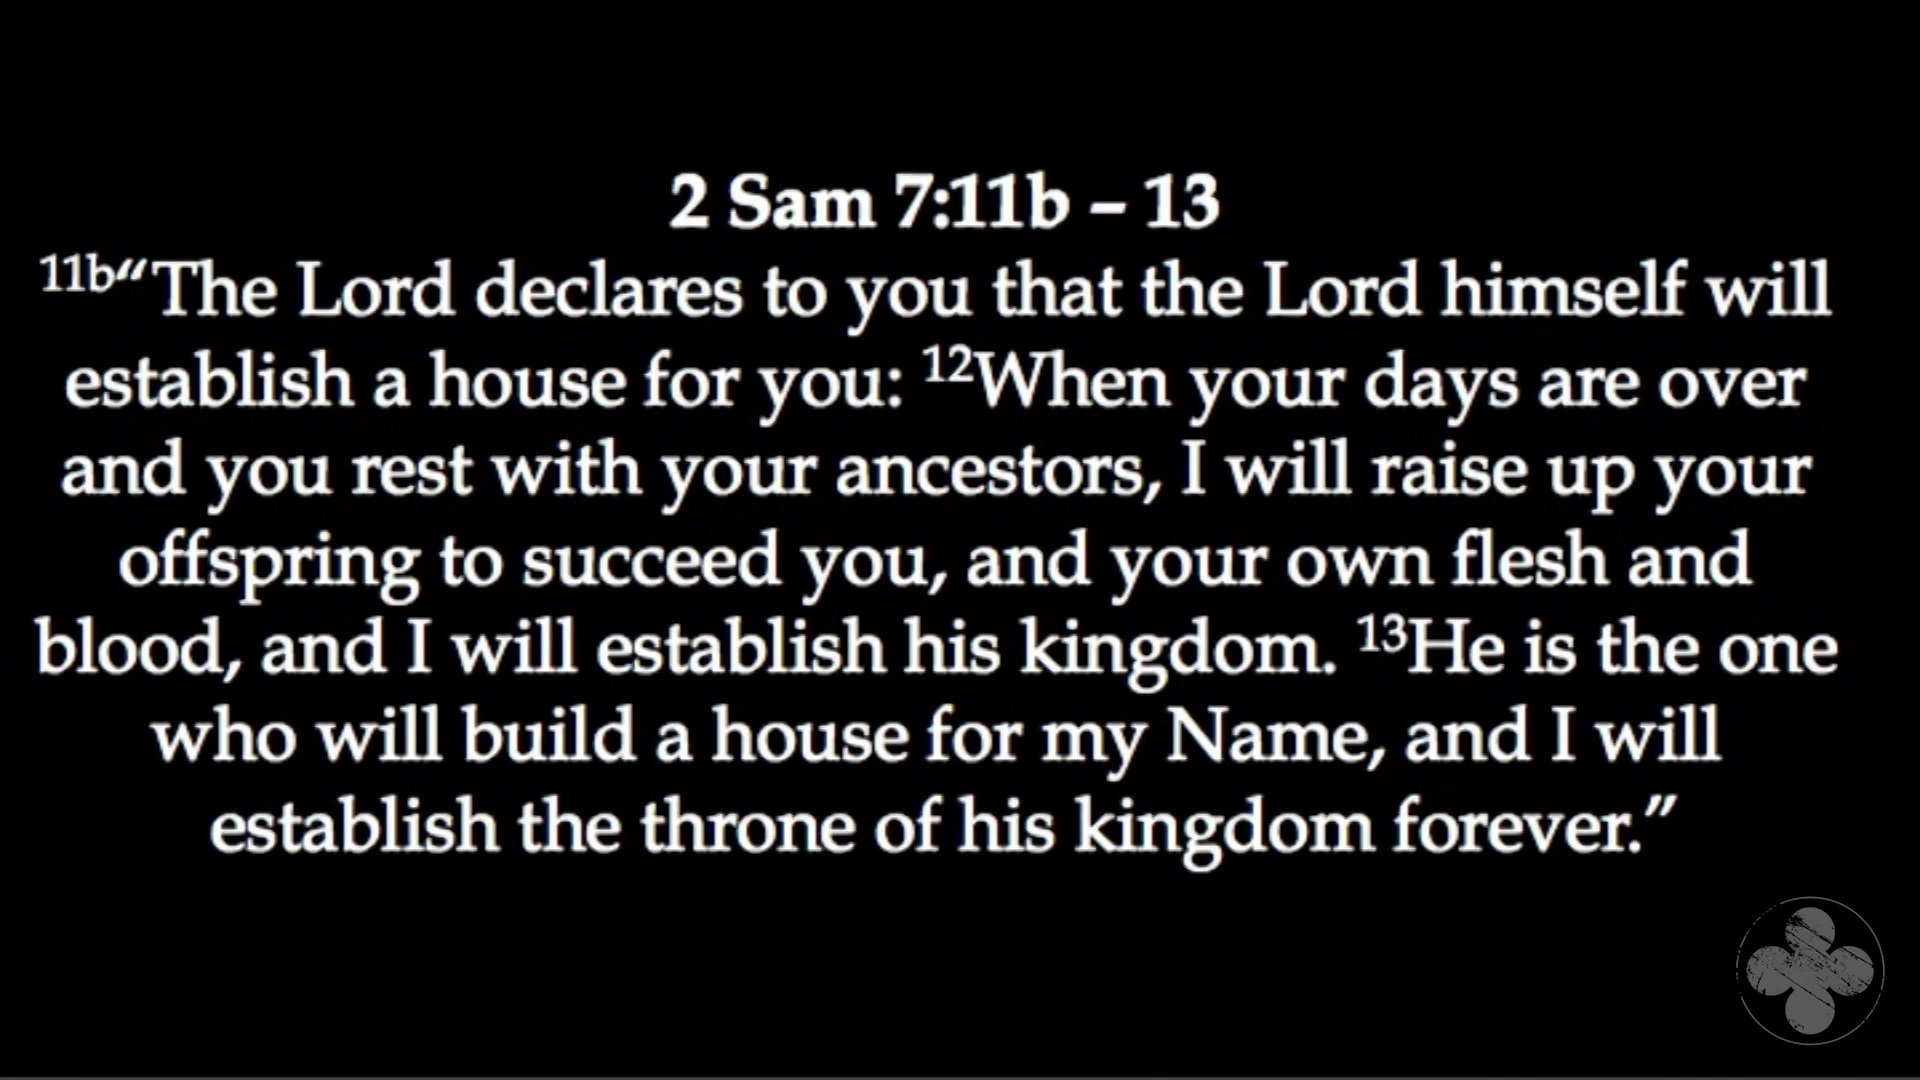 2 Sam 7:11b – 13
11b“The Lord declares to you that the Lord himself will
establish a house for you: 12When your days are over
and you rest with your ancestors, I will raise up your
offspring to succeed you, and your own flesh and
blood, and I will establish his kingdom. 13He is the one
who will build a house for my Name, and I will
establish the throne of his kingdom forever.”